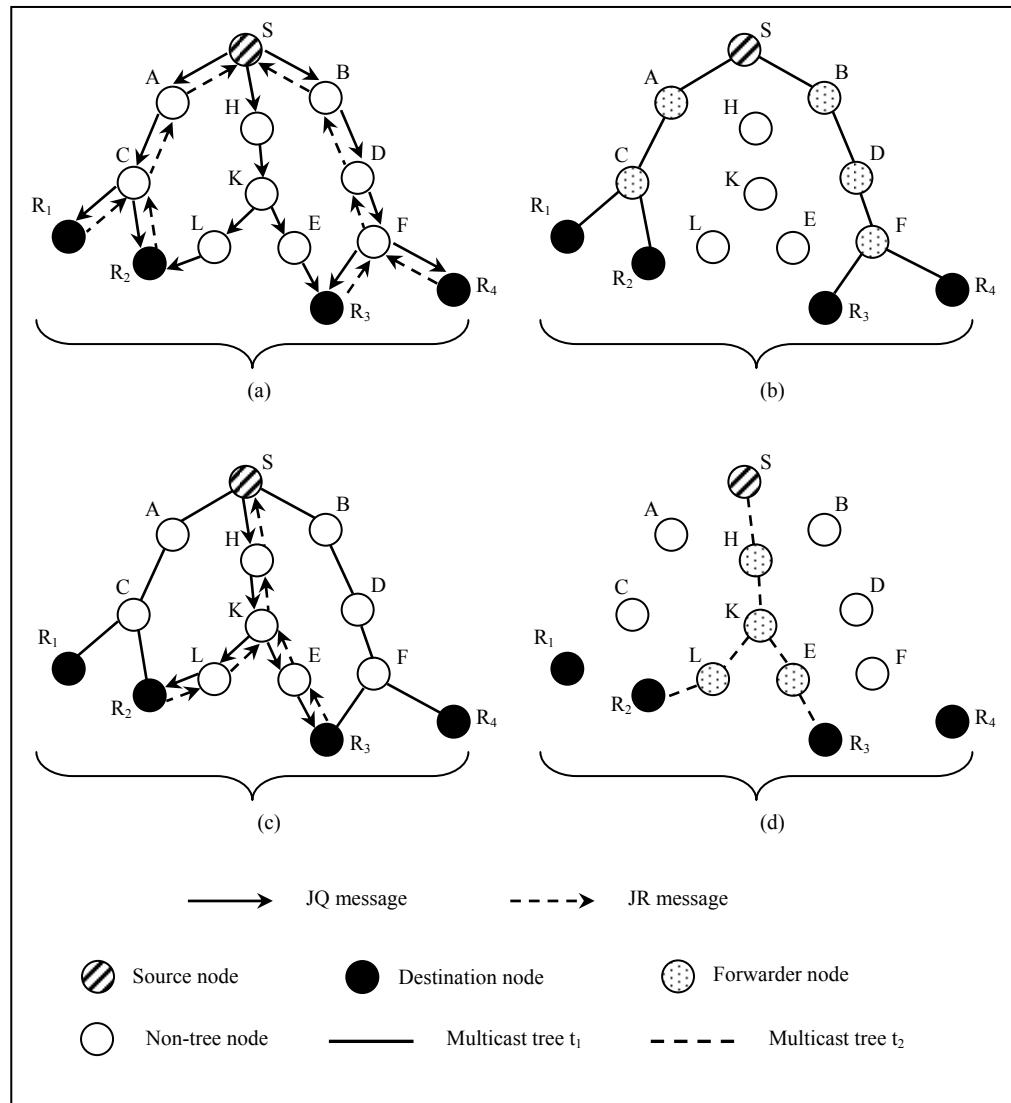 S
S
A
B
A
B
H
H
C
D
C
D
K
K
R1
L
E
F
R1
L
E
F
R2
R2
R3
R4
R3
R4
(a)
(b)
S
S
A
B
A
B
H
H
C
D
C
D
K
K
R1
L
E
F
R1
L
E
F
R2
R4
R2
R4
R3
R3
(c)
(d)
JQ message
JR message
Source node
Destination node
Forwarder node
Non-tree node
Multicast tree t1
Multicast tree t2